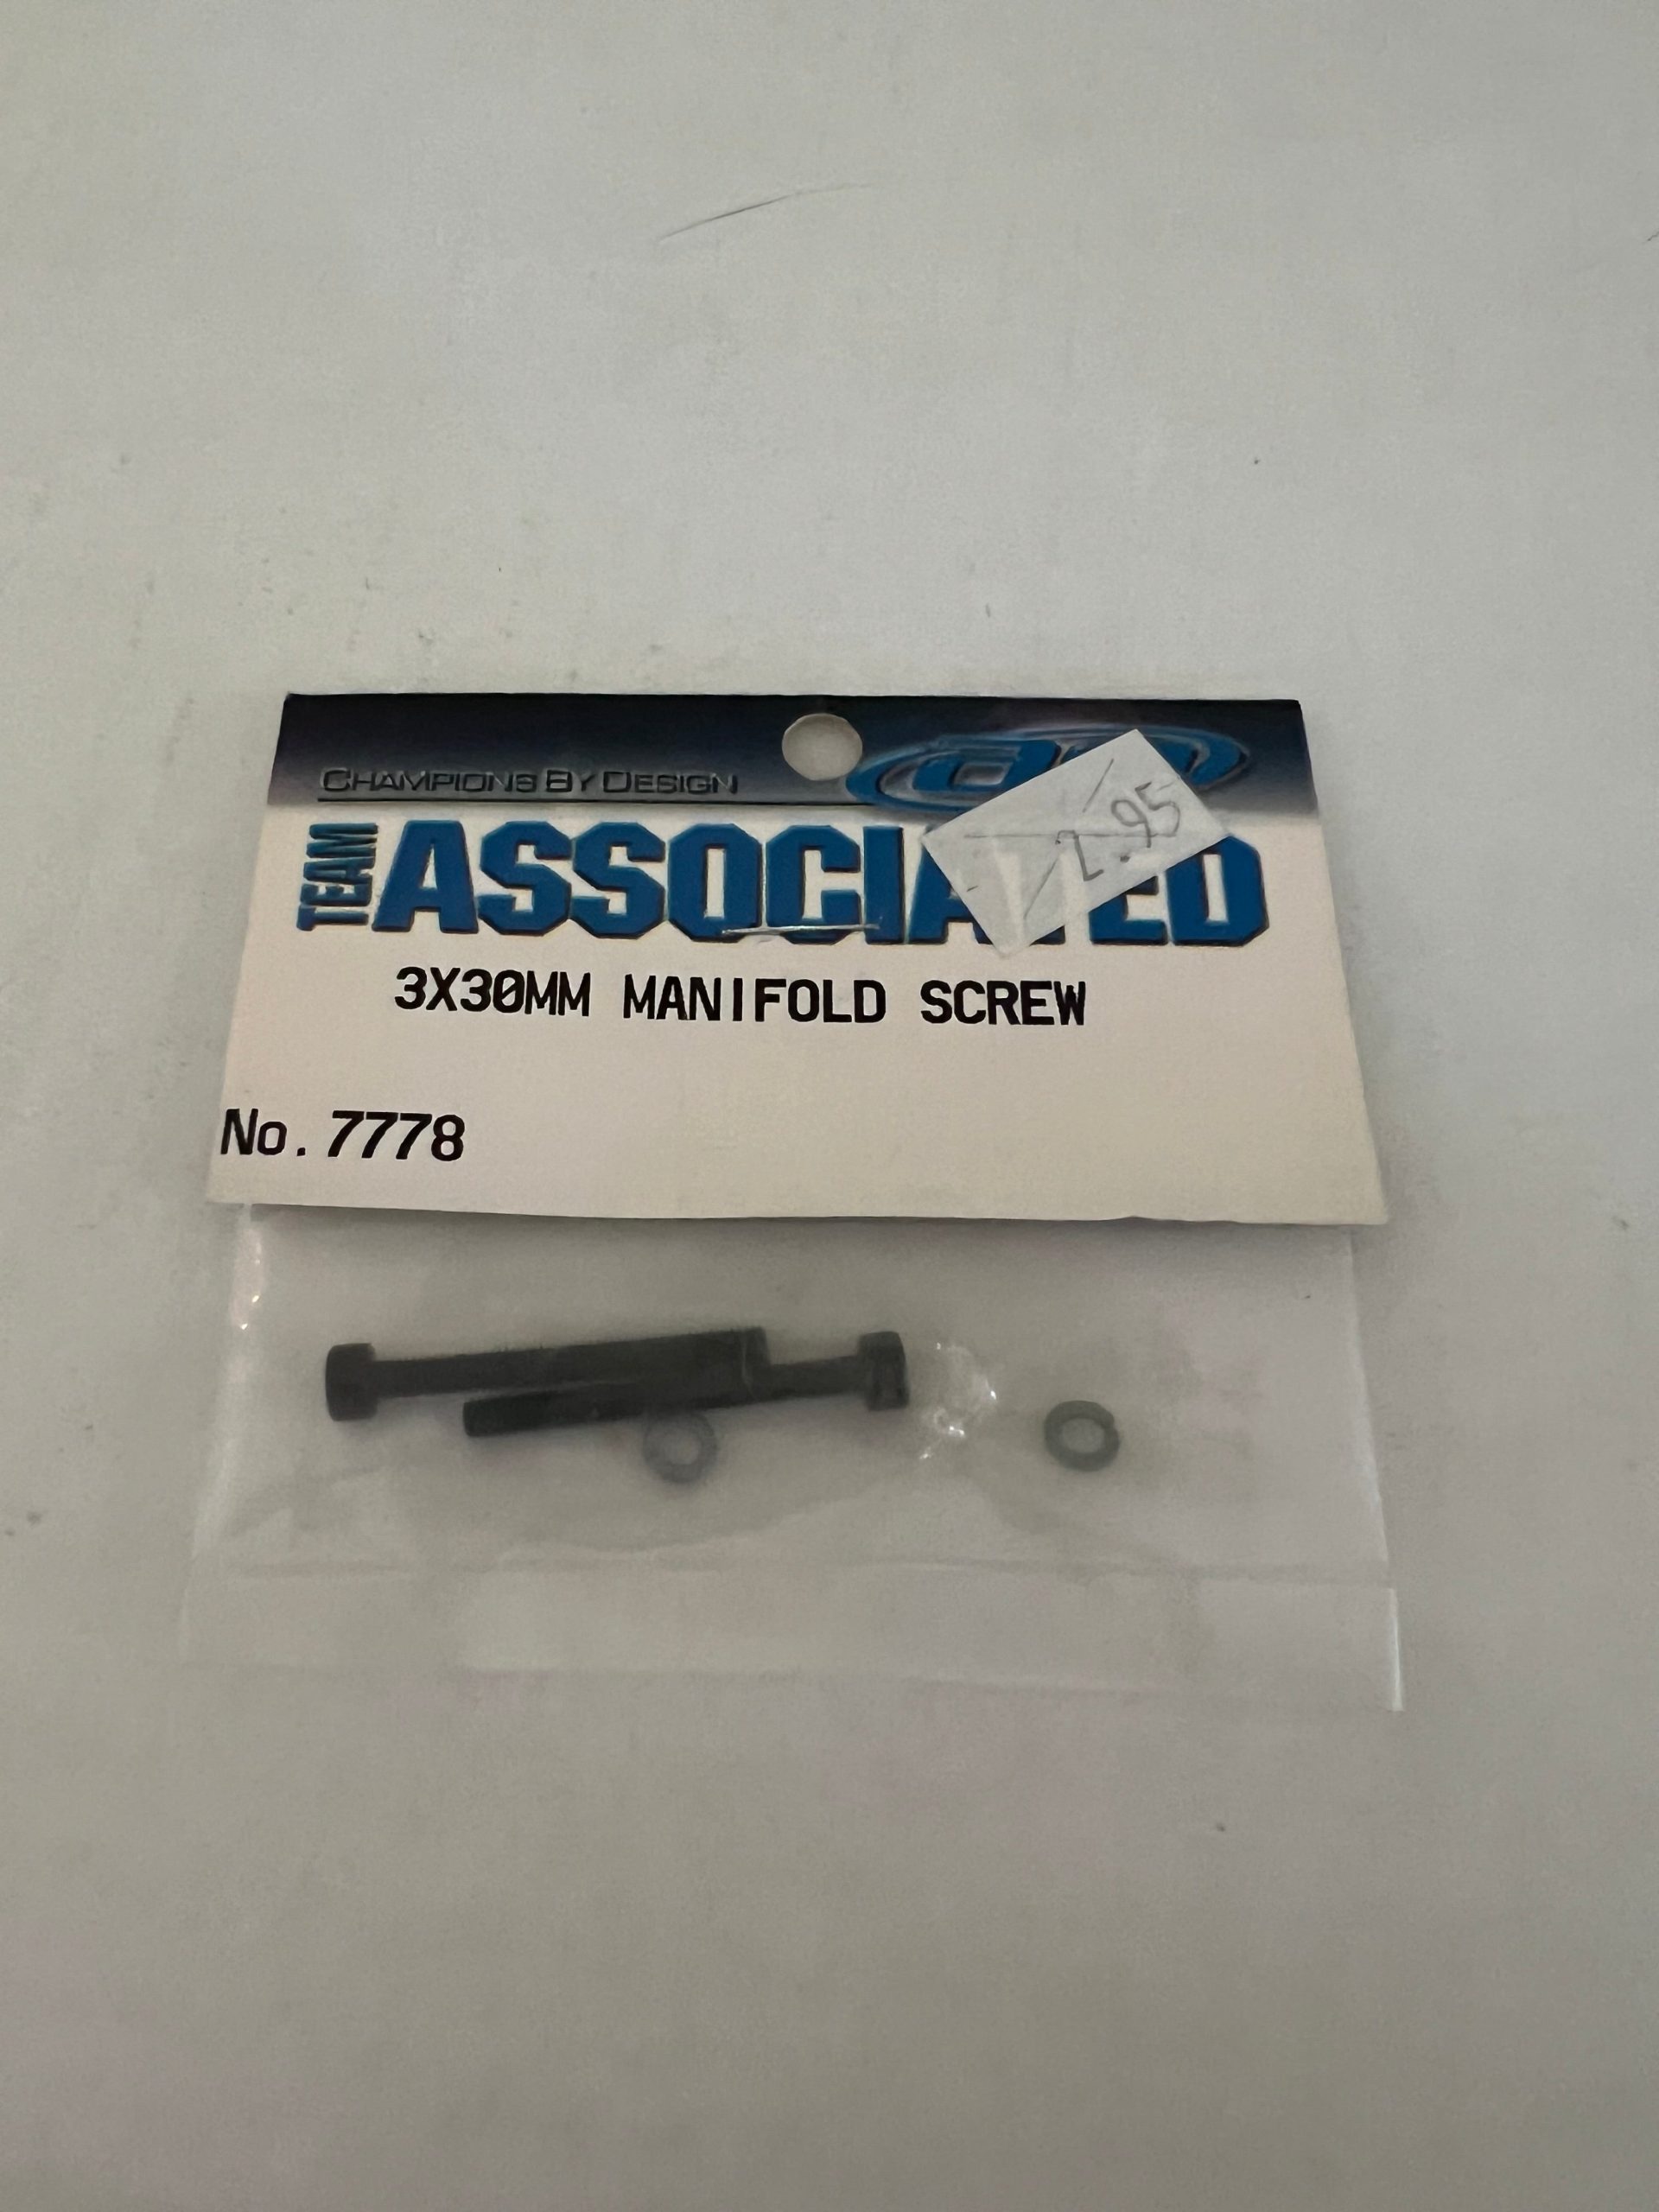 CHAMPIONS BY DESIGN
TEAM ASSOCIATED
2.95
3X30MM MANIFOLD SCREW
No. 7778